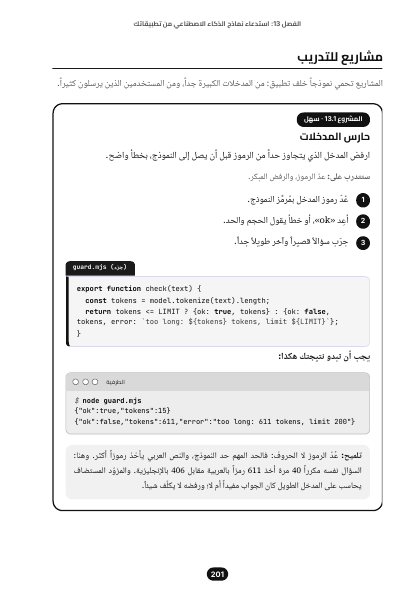 الفصل 13: استدعاء نماذج الذكاء الاصطناعي من تطبيقاتك
مشاريع للتدريب
المشاريع تحمي نموذجاً خلف تطبيق: من المدخلات الكبيرة جداً، ومن المستخدمين الذين يرسلون كثيراً.
المشروع 13.1 · سهل
حارس المدخلات
ارفض المدخل الذي يتجاوز حداً من الرموز قبل أن يصل إلى النموذج، بخطأ واضح.
ستتدرب على: عدّ الرموز، والرفض المبكر.
1 عُدّ رموز المدخل بمُرمِّز النموذج.
2 أعِد «ok»، أو خطأً يقول الحجم والحد.
3 جرّب سؤالاً قصيراً وآخر طويلاً جداً.
guard.mjs (جزء)
export function check(text) {
  const tokens = model.tokenize(text).length;
  return tokens <= LIMIT ? {ok: true, tokens} : {ok: false,
tokens, error: `too long: ${tokens} tokens, limit ${LIMIT}`};
}
يجب أن تبدو نتيجتك هكذا:
الطرفية
$ node guard.mjs
{"ok":true,"tokens":15}
{"ok":false,"tokens":611,"error":"too long: 611 tokens, limit 200"}
تلميح: عُدّ الرموز لا الحروف: فالحد المهم حد النموذج، والنص العربي يأخذ رموزاً أكثر. وهنا:
السؤال نفسه مكرراً 40 مرة أخذ 611 رمزاً بالعربية مقابل 406 بالإنجليزية. والمزوّد المستضاف
يحاسب على المدخل الطويل كان الجواب مفيداً أم لا؛ ورفضه لا يكلّف شيئاً.
201